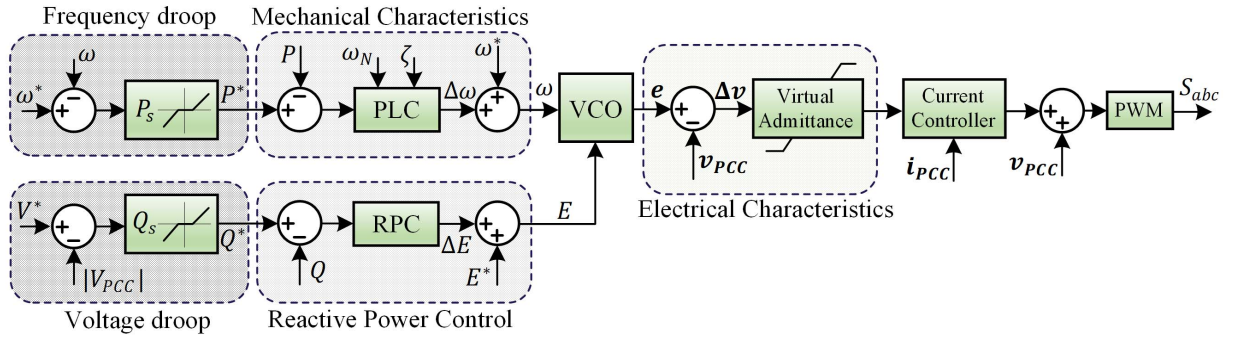 Frequency droop
Mechanical Characteristics
ω
ω*
P_s
P*
P
ω_N
ζ
PLC
Δω
ω*
ω
VCO
e
Δv
v_PCC
Virtual
Admittance
Electrical Characteristics
Current
Controller
i_PCC
v_PCC
PWM
S_abc
V*
|V_PCC|
Q_s
Q*
Q
RPC
ΔE
E*
E
Voltage droop
Reactive Power Control